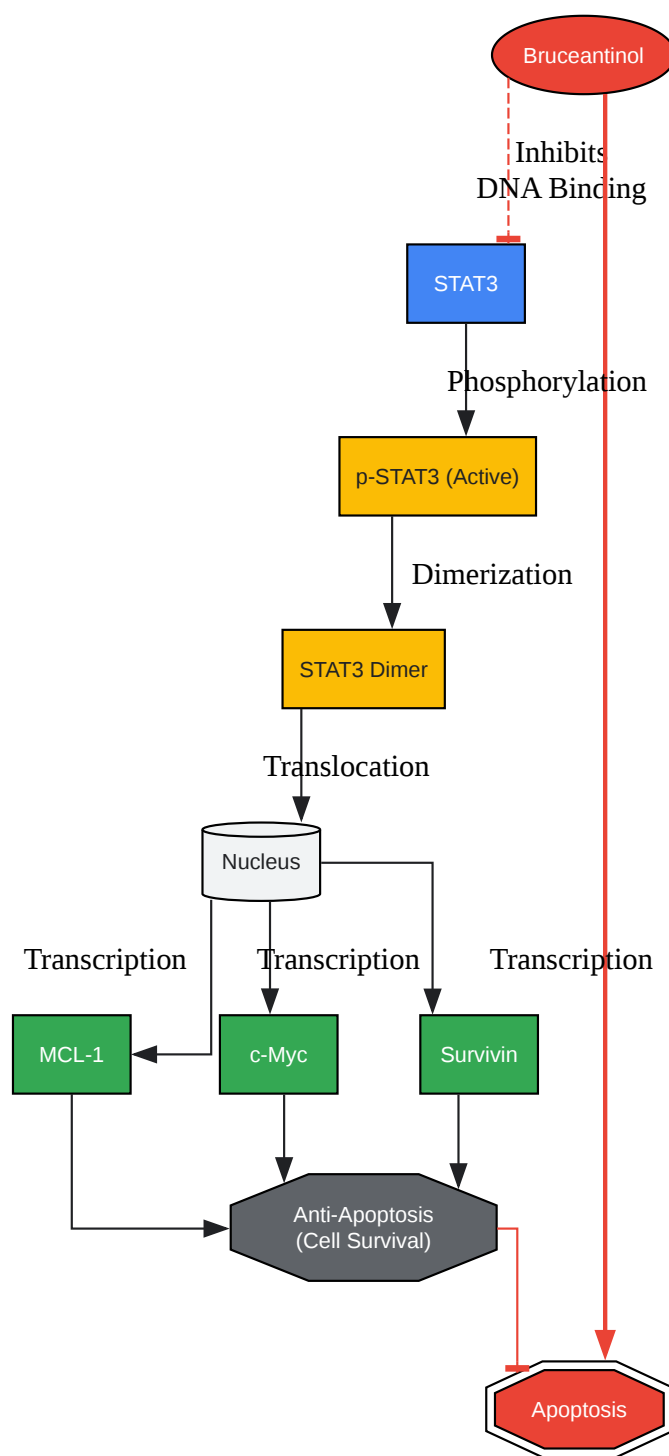 Bruceantinol
Inhibits
DNA Binding
STAT3
Phosphorylation
p-STAT3 (Active)
Dimerization
STAT3 Dimer
Translocation
Nucleus
Transcription
Transcription
Transcription
MCL-1
c-Myc
Survivin
Anti-Apoptosis
(Cell Survival)
Apoptosis